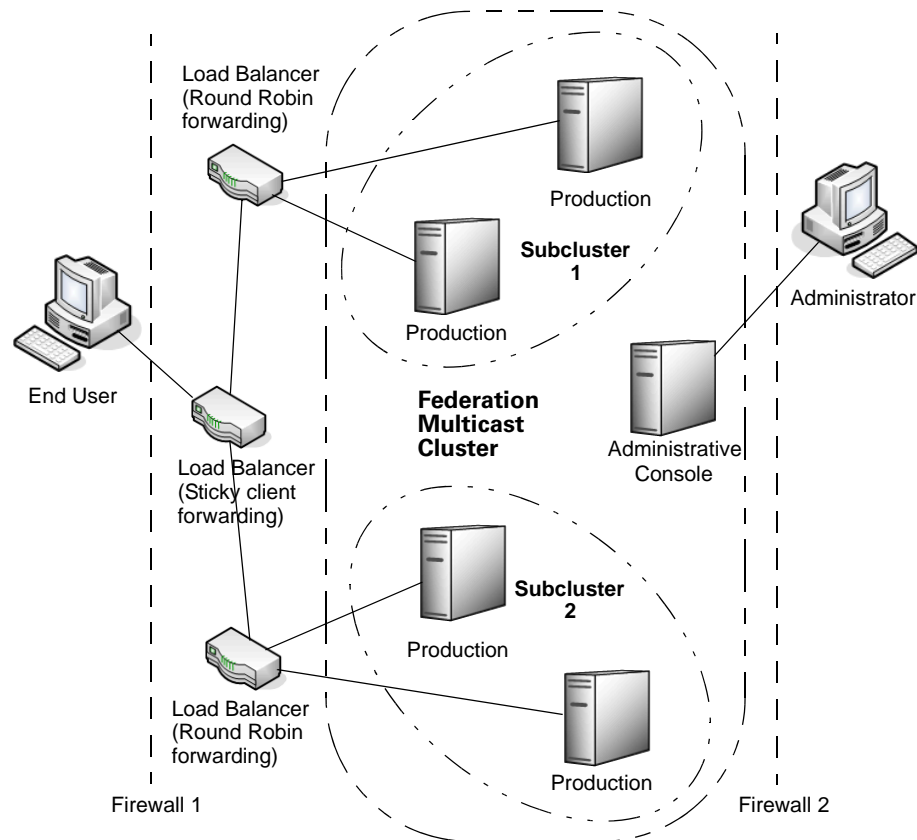 Load Balancer
(Round Robin
forwarding)
Production
Subcluster
1
Production
Administrator
End User
Federation
Multicast
Cluster
Administrative
Console
Load Balancer
(Sticky client
forwarding)
Subcluster
2
Production
Load Balancer
(Round Robin
forwarding)
Production
Firewall 1
Firewall 2